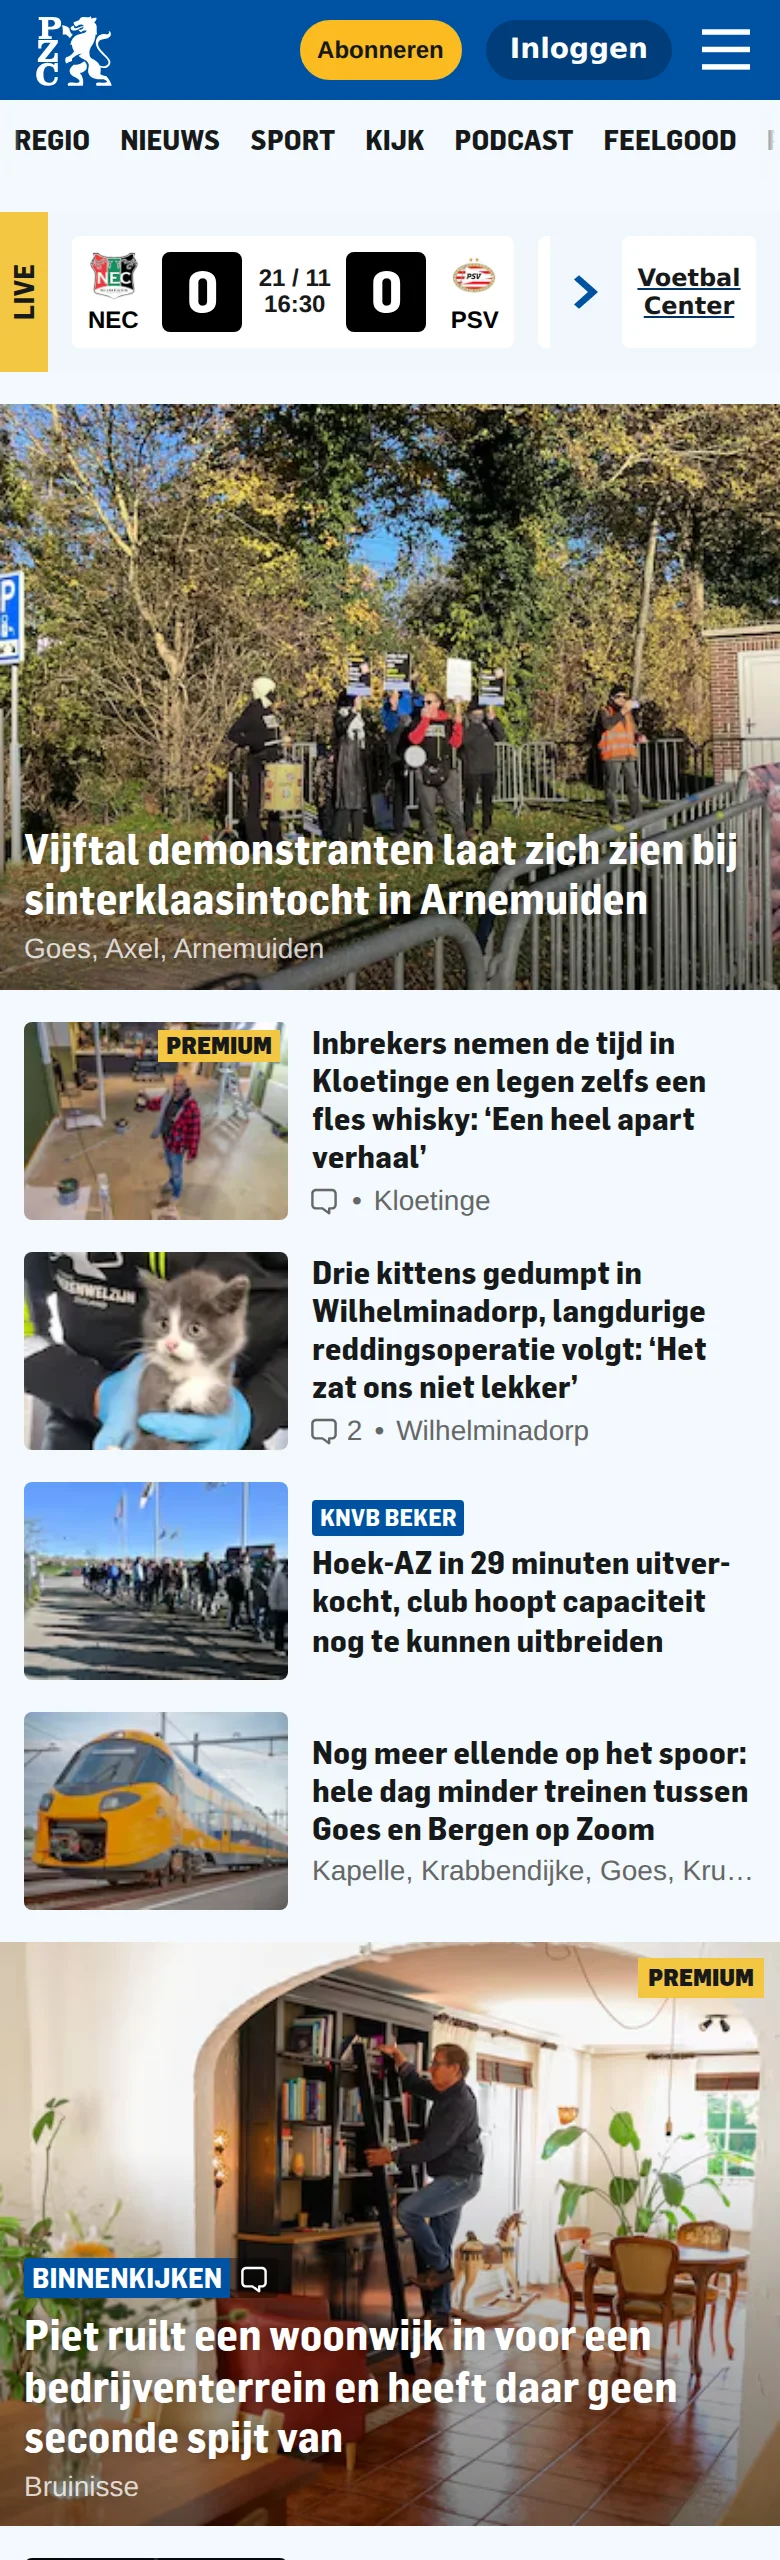 PZC
Abonneren
Inloggen
REGIO NIEUWS SPORT KIJK PODCAST FEELGOOD
LIVE
NEC
NEC
0
21 / 11
16:30
0
PSV
PSV
Voetbal
Center
P
Vijftal demonstranten laat zich zien bij
sinterklaasintocht in Arnemuiden
Goes, Axel, Arnemuiden
PREMIUM
Inbrekers nemen de tijd in
Kloetinge en legen zelfs een
fles whisky: ‘Een heel apart
verhaal’
• Kloetinge
Drie kittens gedumpt in
Wilhelminadorp, langdurige
reddingsoperatie volgt: ‘Het
zat ons niet lekker’
2 • Wilhelminadorp
KNVB BEKER
Hoek-AZ in 29 minuten uitver-
kocht, club hoopt capaciteit
nog te kunnen uitbreiden
Nog meer ellende op het spoor:
hele dag minder treinen tussen
Goes en Bergen op Zoom
Kapelle, Krabbendijke, Goes, Kru…
PREMIUM
BINNENKIJKEN
Piet ruilt een woonwijk in voor een
bedrijventerrein en heeft daar geen
seconde spijt van
Bruinisse